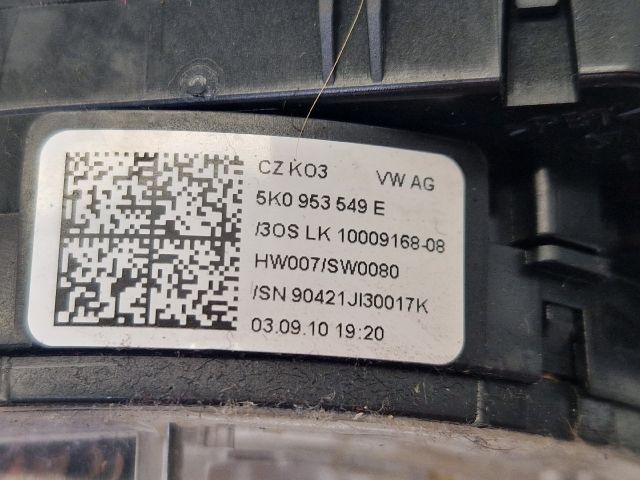 CZ K03 VW AG
5K0 953 549 E
/3OS LK 10009168-08
HW007/SW0080
/SN 90421JI30017K
03.09.10 19:20